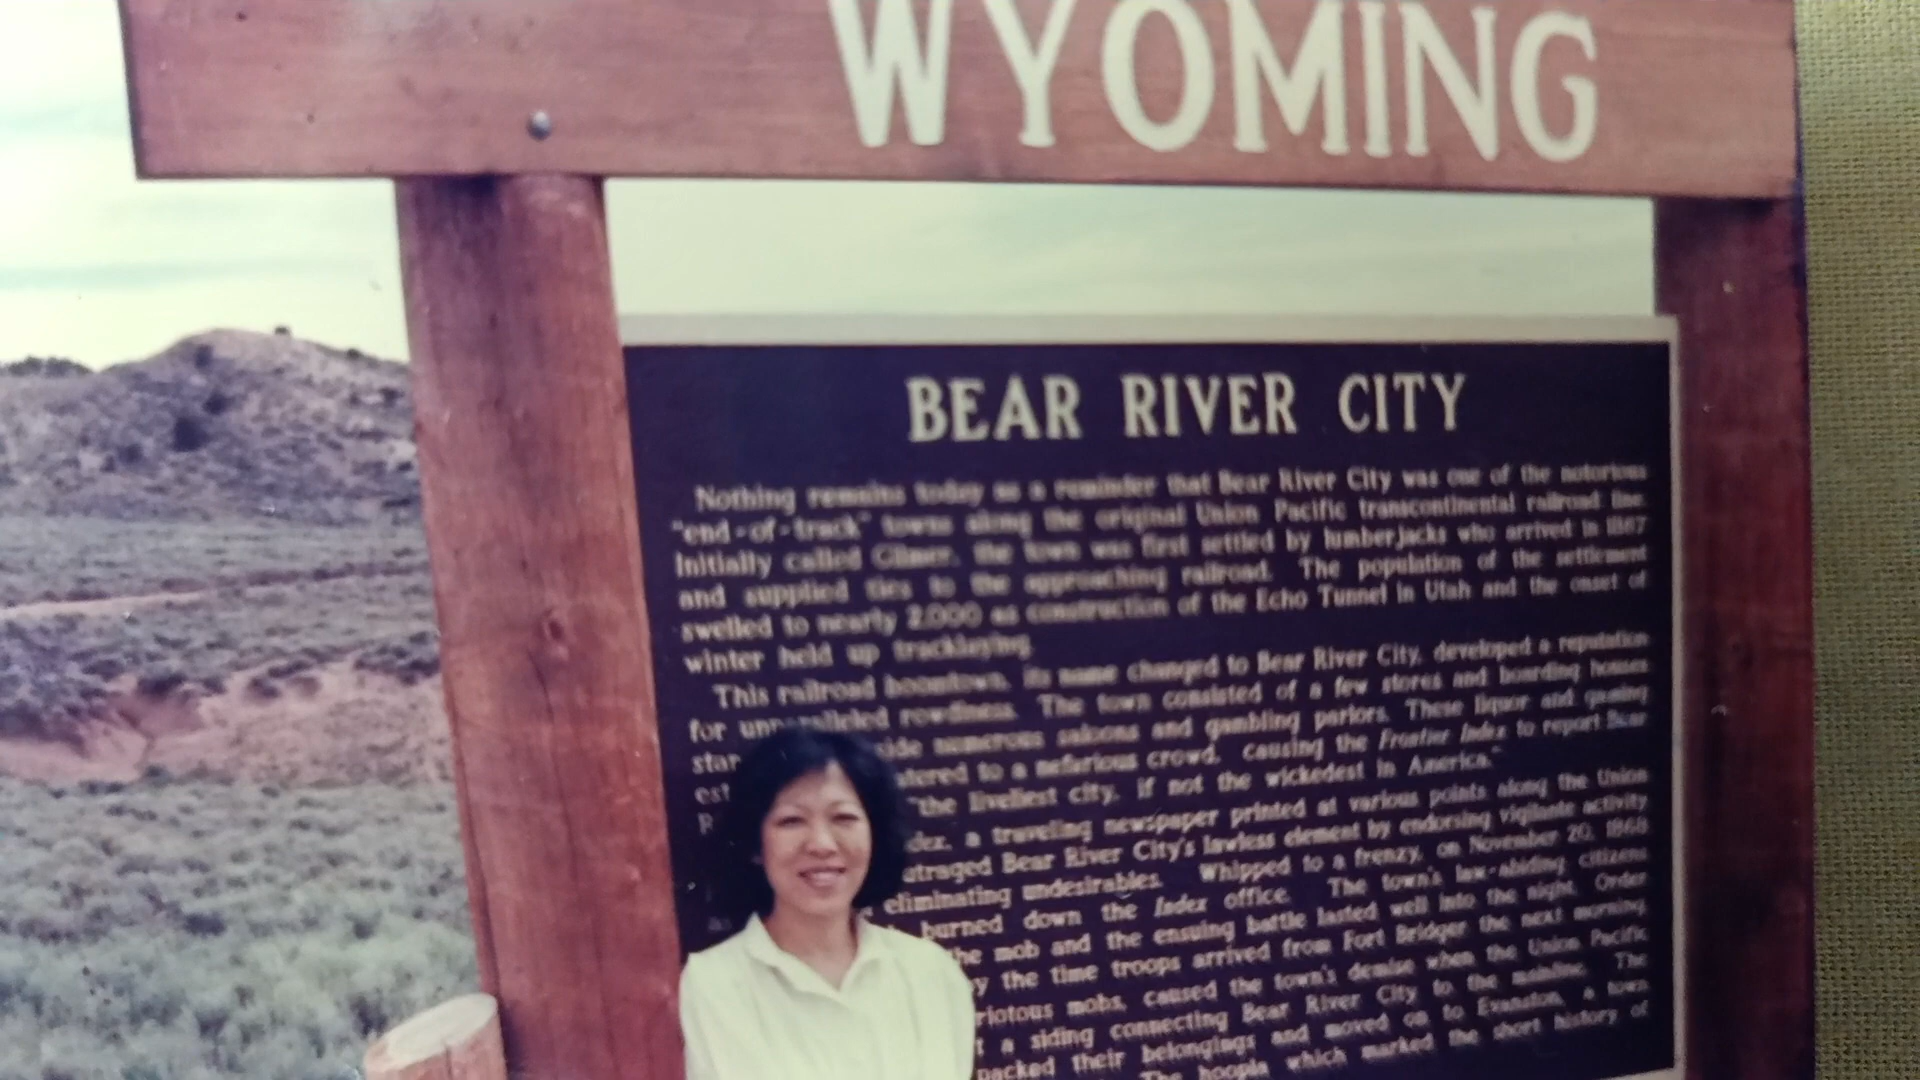 WYOMING
BEAR RIVER CITY
Nothing remains today as a reminder that Bear River City was one of the notorious
"end-of-track" towns along the original Union Pacific transcontinental railroad line.
Initially called Gilmer, the town was first settled by lumberjacks who arrived in 1867
and supplied ties to the approaching railroad. The population of the settlement
swelled to nearly 2,000 as construction of the Echo Tunnel in Utah and the onset of
winter held up tracklaying.
This railroad boomtown, its name changed to Bear River City, developed a reputation
for unparalleled rowdiness. The town consisted of a few stores and boarding houses
numerous saloons and gambling parlors. These liquor and gaming
to a nefarious crowd, causing the Frontier Index to report Bear
"the liveliest city, if not the wickedest in America."
a traveling newspaper printed at various points along the Union
Bear River City's lawless element by endorsing vigilante activity
eliminating undesirables. Whipped to a frenzy, on November 20, 1868
burned down the Index office. The town's law-abiding citizens
the mob and the ensuing battle lasted well into the night. Order
the time troops arrived from Fort Bridger the next morning.
riotous mobs, caused the town's demise when the Union Pacific
a siding connecting Bear River City to the mainline. The
packed their belongings and moved on to Evanston, a town
The hoopla which marked the short history of